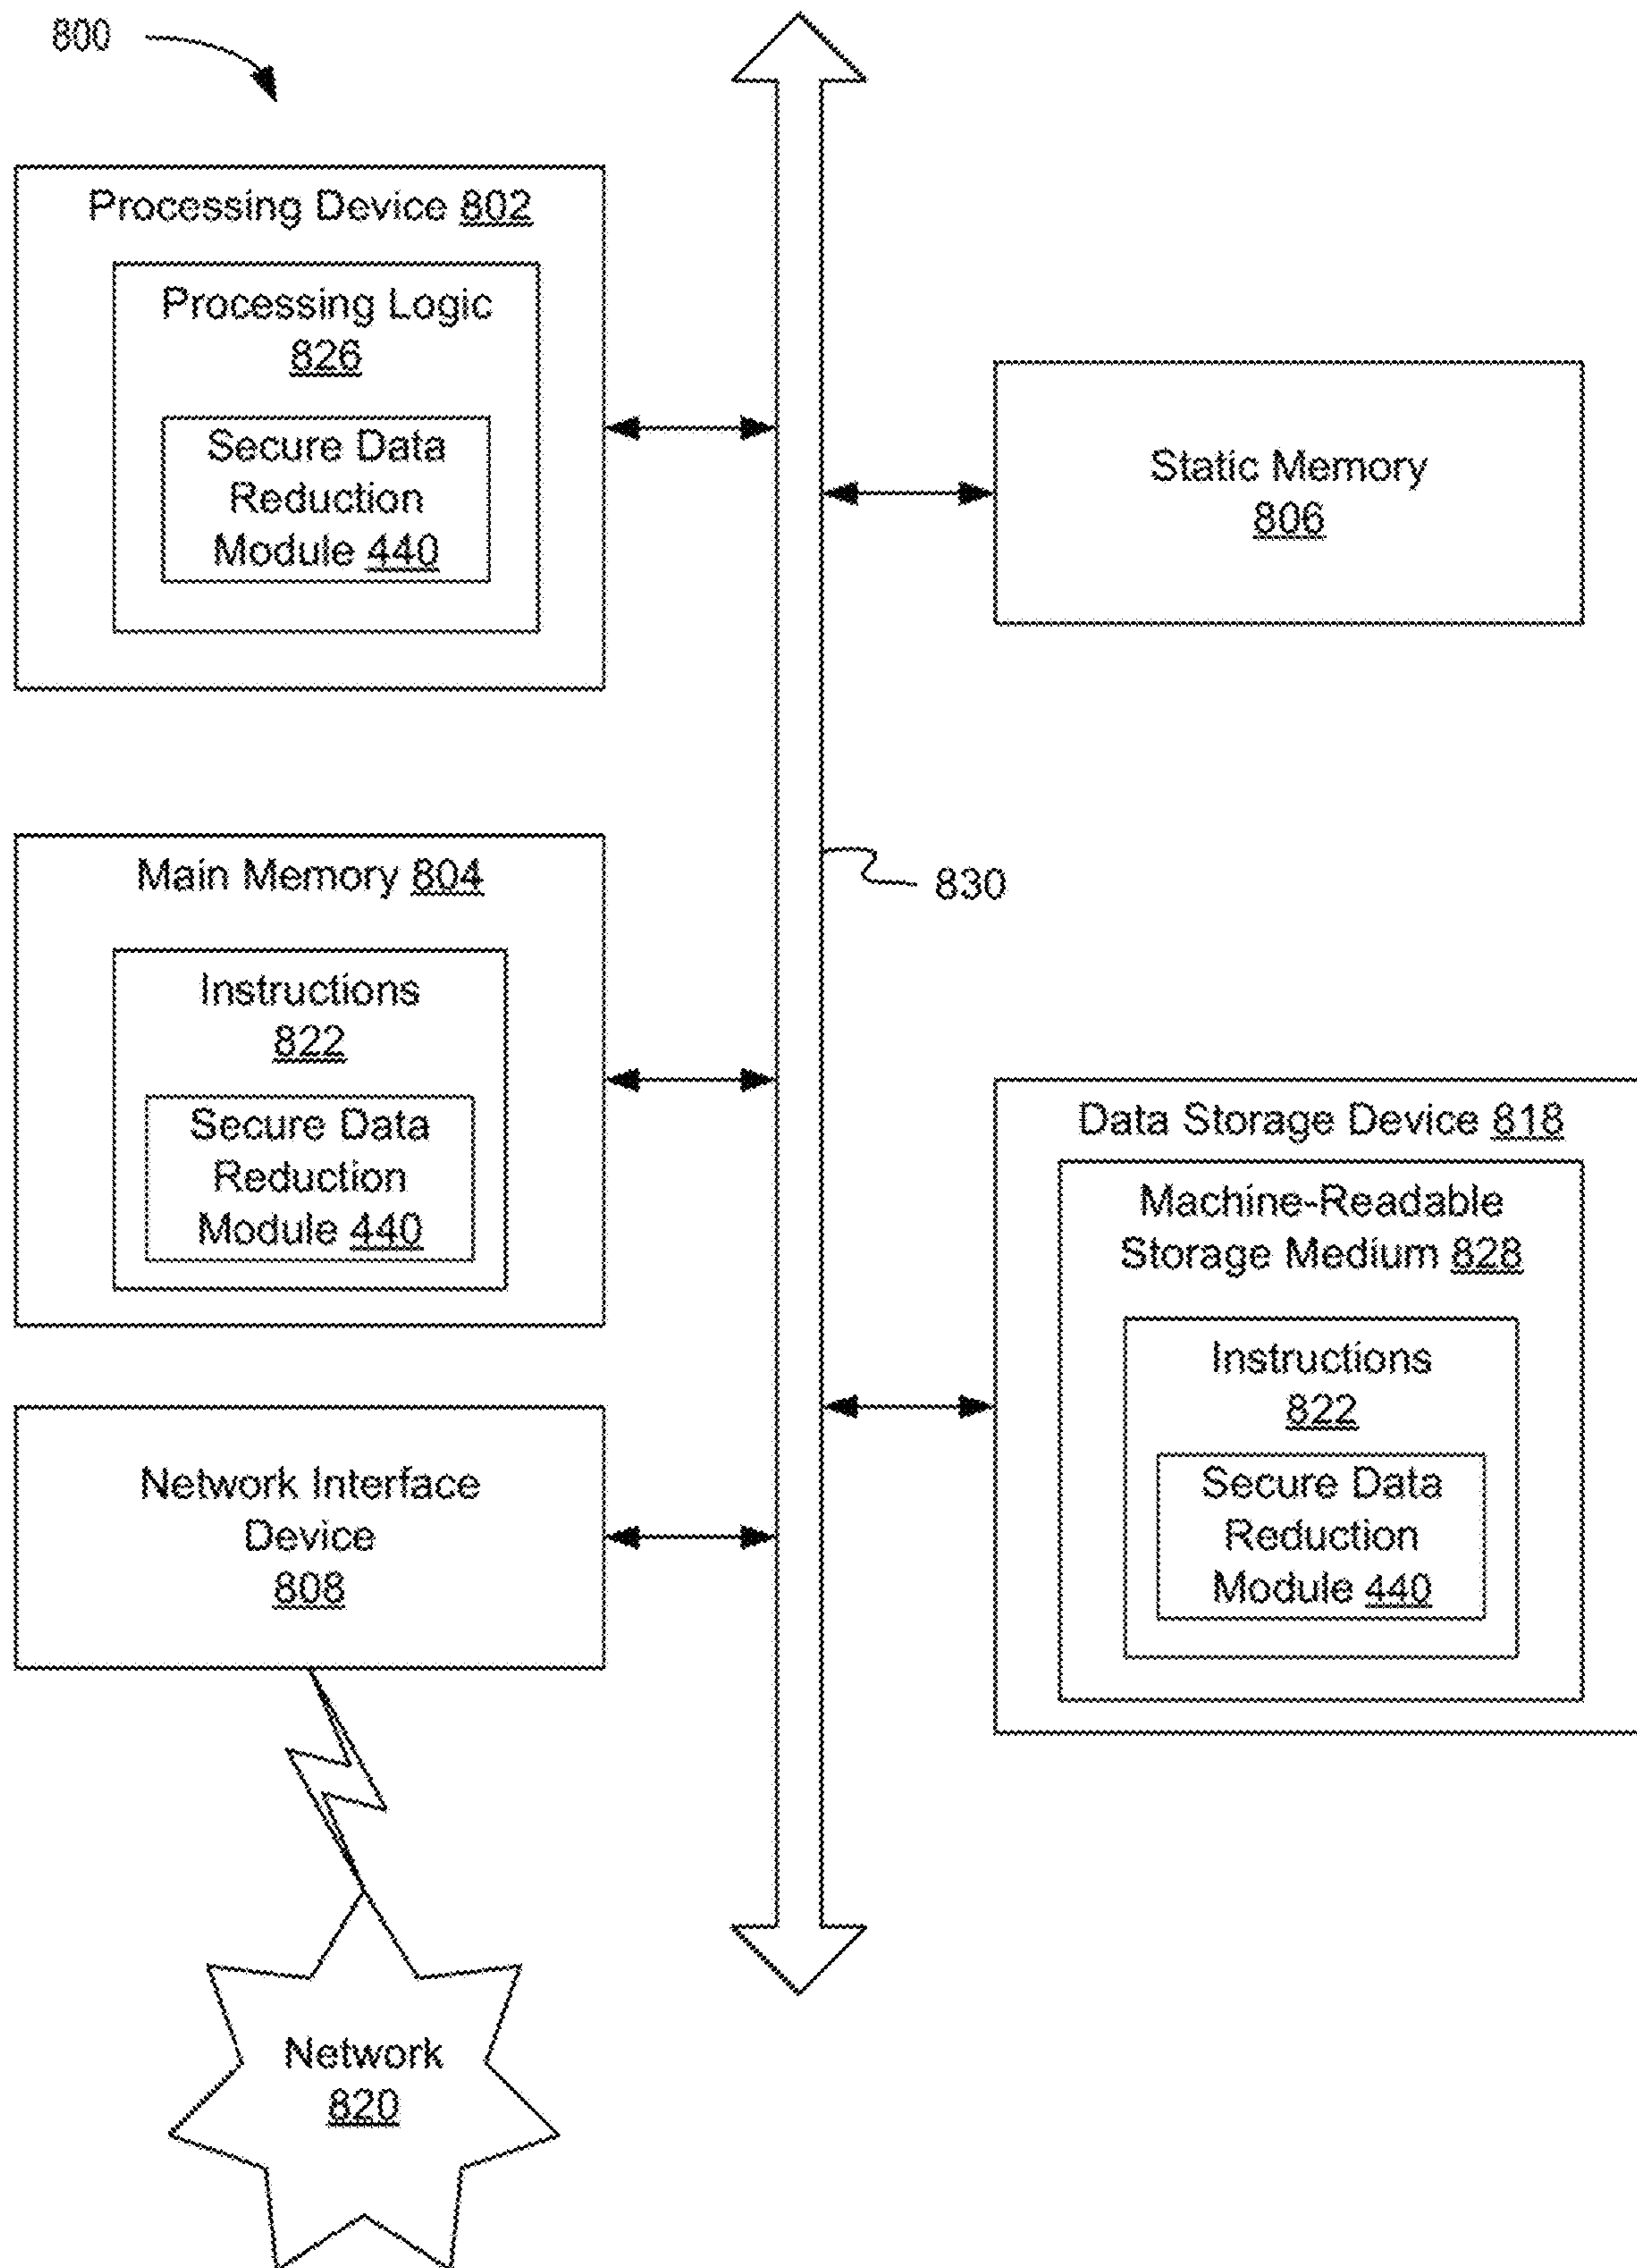 800
Processing Device 802
Processing Logic
826
Secure Data
Reduction
Module 440
Static Memory
806
Main Memory 804
Instructions
822
Secure Data
Reduction
Module 440
830
Data Storage Device 818
Machine-Readable
Storage Medium 828
Instructions
822
Secure Data
Reduction
Module 440
Network Interface
Device
808
Network
820